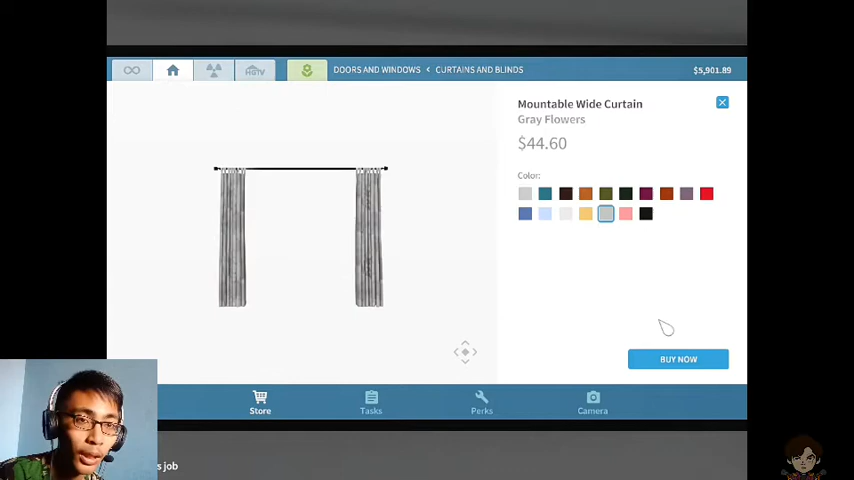 HGTV
DOORS AND WINDOWS < CURTAINS AND BLINDS
$5,901.89
Mountable Wide Curtain
Gray Flowers
$44.60
Color:
BUY NOW
Store
Tasks
Perks
Camera
s job